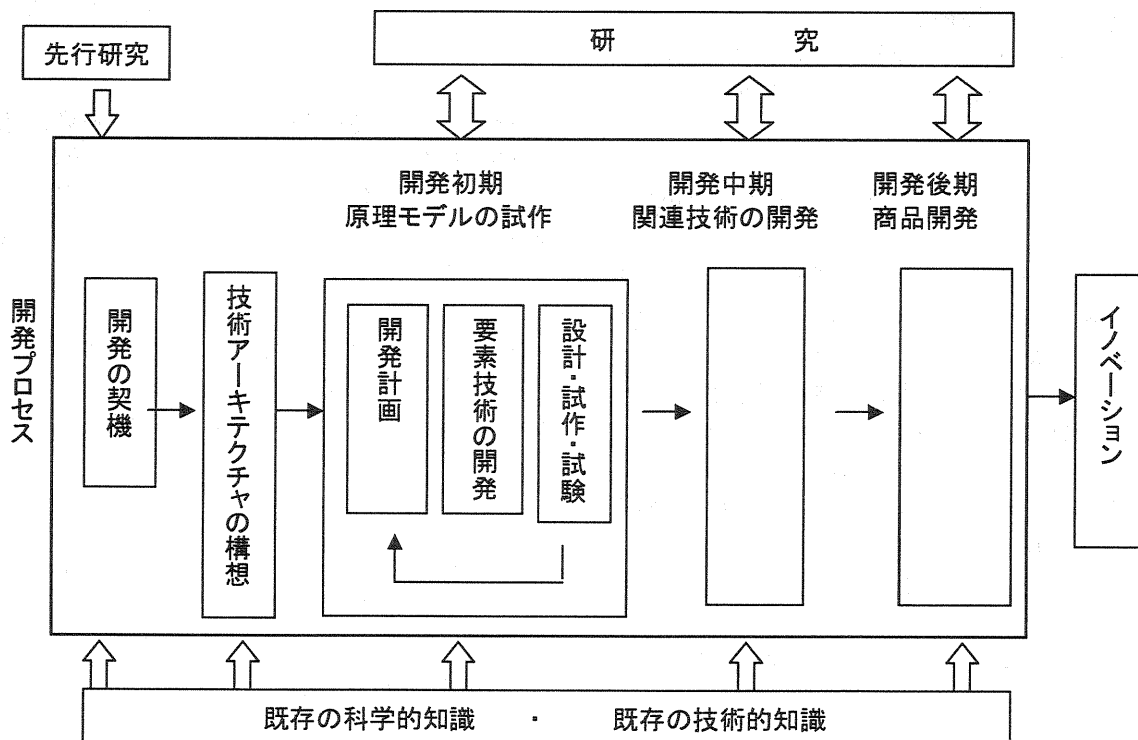 先行研究
研究
開発初期
原理モデルの試作
開発中期
関連技術の開発
開発後期
商品開発
開発プロセス
開発の契機
技術アーキテクチャの構想
開発計画
要素技術の開発
設計・試作・試験
イノベーション
既存の科学的知識 ・ 既存の技術的知識